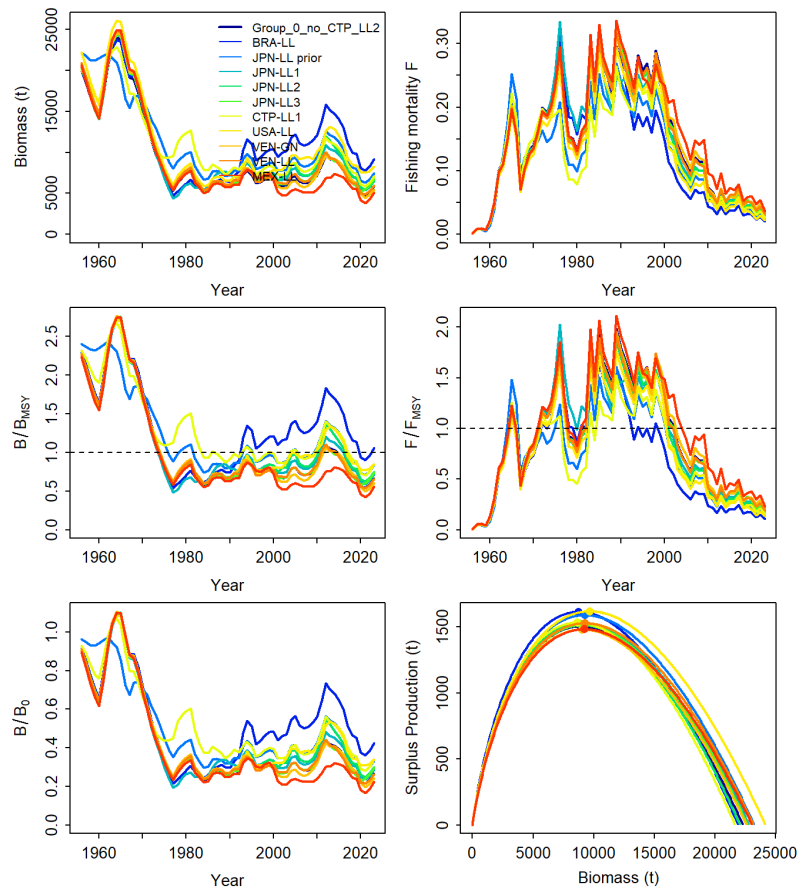 Biomass (t)
5000
15000
25000
Group_0_no_CTP_LL2
BRA-LL
JPN-LL prior
JPN-LL1
JPN-LL2
JPN-LL3
CTP-LL1
USA-LL
VEN-GN
VEN-LL
MEX-LL
1960 1980 2000 2020
Year
Fishing mortality F
0.00 0.10 0.20 0.30
1960 1980 2000 2020
Year
B/BMSY
0.0 0.5 1.0 1.5 2.0 2.5
1960 1980 2000 2020
Year
F/FMSY
0.0 0.5 1.0 1.5 2.0
1960 1980 2000 2020
Year
B/B0
0.0 0.2 0.4 0.6 0.8 1.0
1960 1980 2000 2020
Year
Surplus Production (t)
0 500 1000 1500
0 5000 10000 15000 20000 25000
Biomass (t)